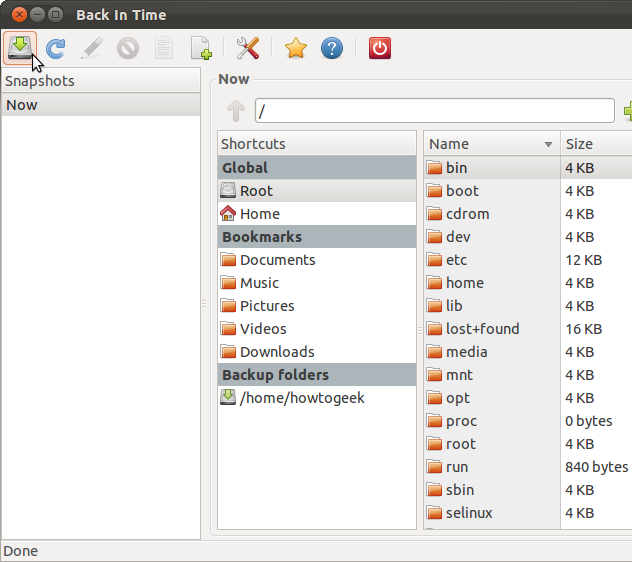 Back In Time
Snapshots
Now
Now
/
Shortcuts
Global
Root
Home
Bookmarks
Documents
Music
Pictures
Videos
Downloads
Backup folders
/home/howtogeek
Name Size
bin 4 KB
boot 4 KB
cdrom 4 KB
dev 4 KB
etc 12 KB
home 4 KB
lib 4 KB
lost+found 16 KB
media 4 KB
mnt 4 KB
opt 4 KB
proc 0 bytes
root 4 KB
run 840 bytes
sbin 4 KB
selinux 4 KB
Done